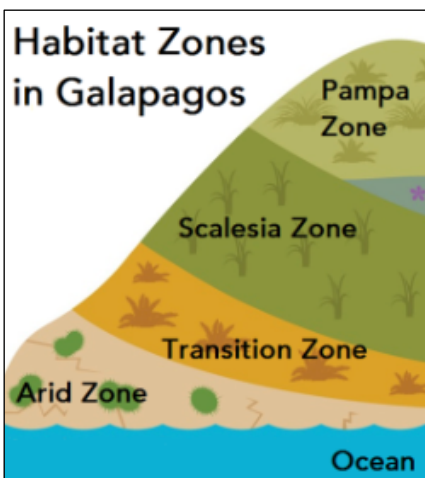 Habitat Zones
in Galapagos
Pampa
Zone
Scalesia Zone
Transition Zone
Arid Zone
Ocean